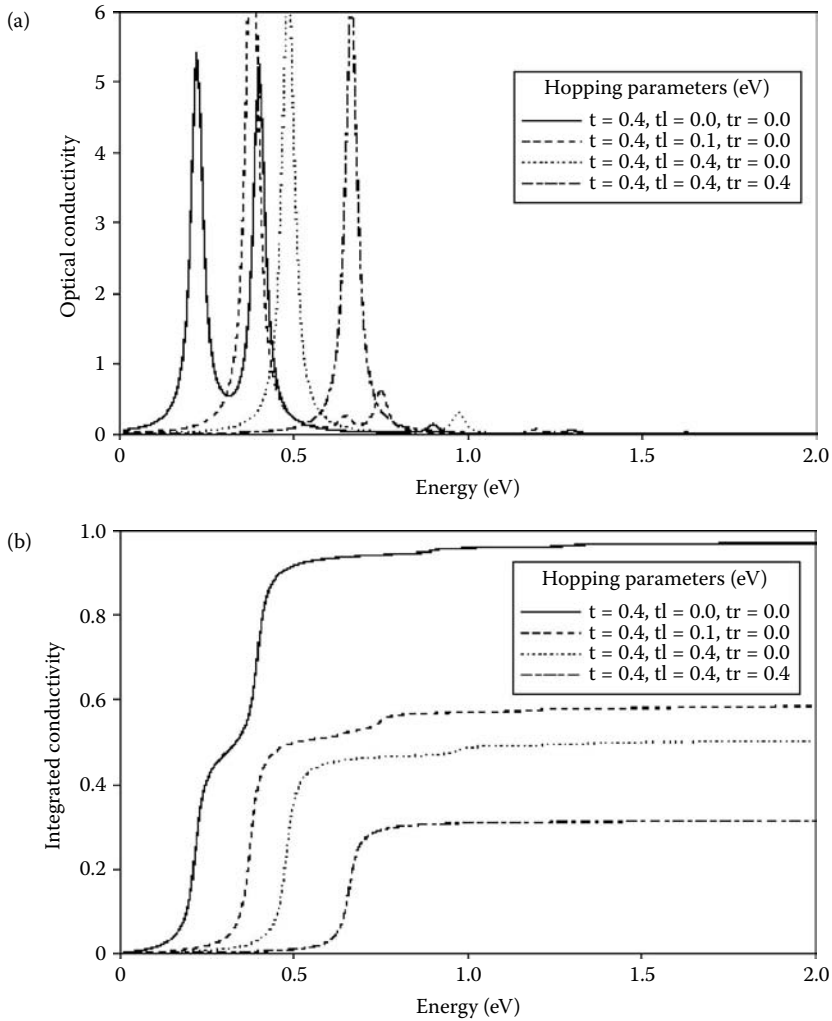 (a)
6
5
4
3
2
1
0
Optical conductivity
Hopping parameters (eV)
t = 0.4, tl = 0.0, tr = 0.0
t = 0.4, tl = 0.1, tr = 0.0
t = 0.4, tl = 0.4, tr = 0.0
t = 0.4, tl = 0.4, tr = 0.4
0 0.5 1.0 1.5 2.0
Energy (eV)
(b)
1.0
0.8
0.6
0.4
0.2
0.0
Integrated conductivity
Hopping parameters (eV)
t = 0.4, tl = 0.0, tr = 0.0
t = 0.4, tl = 0.1, tr = 0.0
t = 0.4, tl = 0.4, tr = 0.0
t = 0.4, tl = 0.4, tr = 0.4
0 0.5 1.0 1.5 2.0
Energy (eV)